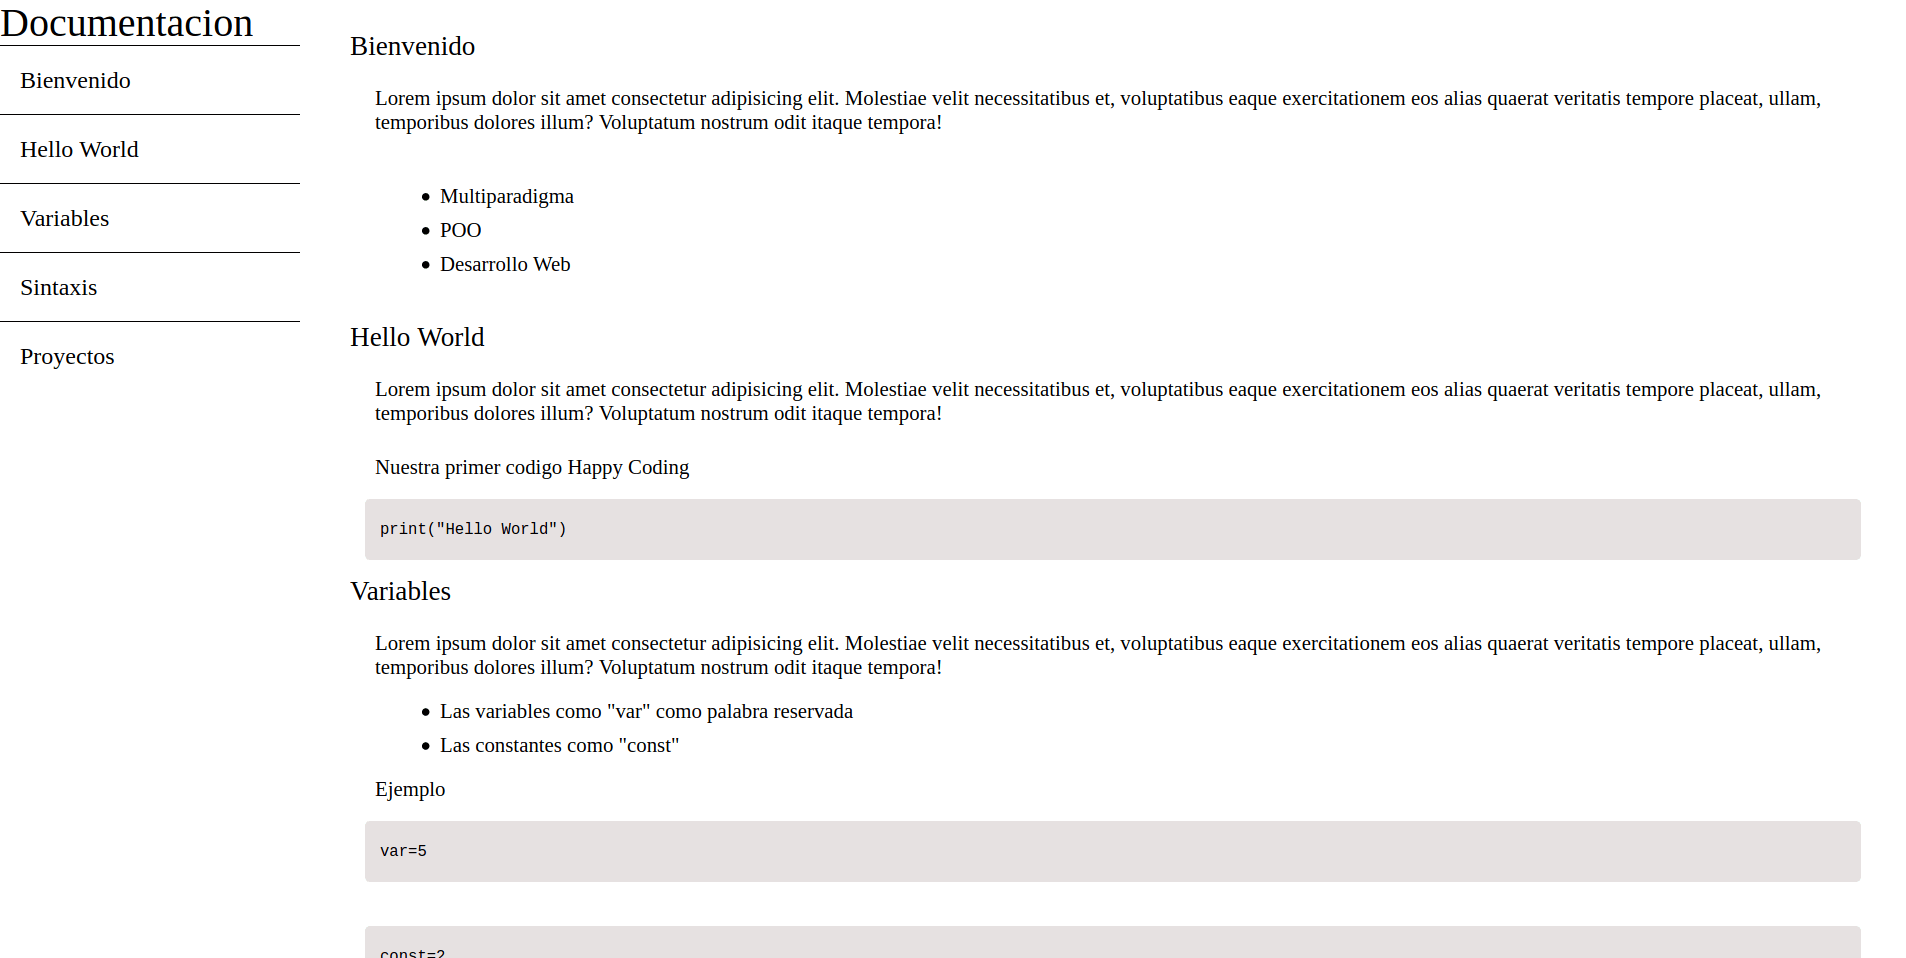 Documentacion
Bienvenido
Hello World
Variables
Sintaxis
Proyectos
Bienvenido
Lorem ipsum dolor sit amet consectetur adipisicing elit. Molestiae velit necessitatibus et, voluptatibus eaque exercitationem eos alias quaerat veritatis tempore placeat, ullam,
temporibus dolores illum? Voluptatum nostrum odit itaque tempora!
Multiparadigma
POO
Desarrollo Web
Hello World
Lorem ipsum dolor sit amet consectetur adipisicing elit. Molestiae velit necessitatibus et, voluptatibus eaque exercitationem eos alias quaerat veritatis tempore placeat, ullam,
temporibus dolores illum? Voluptatum nostrum odit itaque tempora!
Nuestra primer codigo Happy Coding
print("Hello World")
Variables
Lorem ipsum dolor sit amet consectetur adipisicing elit. Molestiae velit necessitatibus et, voluptatibus eaque exercitationem eos alias quaerat veritatis tempore placeat, ullam,
temporibus dolores illum? Voluptatum nostrum odit itaque tempora!
Las variables como "var" como palabra reservada
Las constantes como "const"
Ejemplo
var=5
const=2